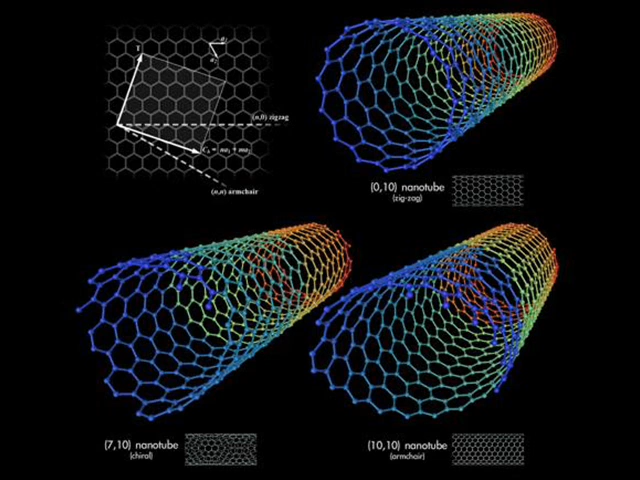 T
a₁
a₂
(n,0) zigzag
Cₕ = na₁ + ma₂
(n,n) armchair
(0,10) nanotube
(zig-zag)
(7,10) nanotube
(chiral)
(10,10) nanotube
(armchair)